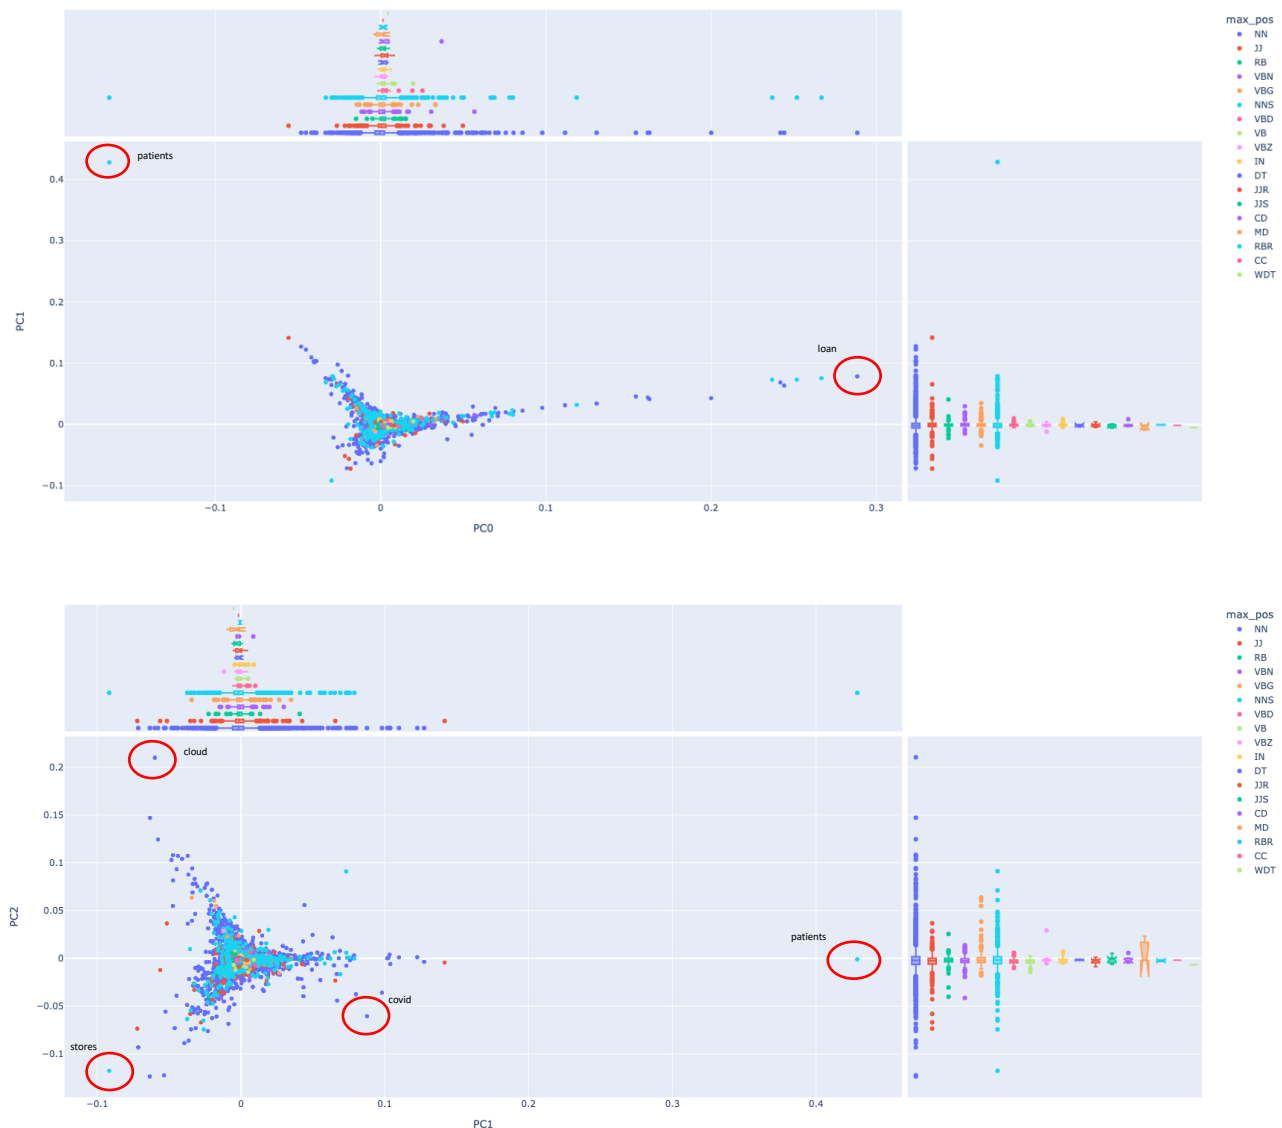 max_pos
NN
JJ
RB
VBN
VBG
NNS
VBD
VB
VBZ
IN
DT
JJR
JJS
CD
MD
RBR
CC
WDT
patients
loan
0.4
0.3
0.2
0.1
0
−0.1
PC1
−0.1
0
0.1
0.2
0.3
PC0
max_pos
NN
JJ
RB
VBN
VBG
NNS
VBD
VB
VBZ
IN
DT
JJR
JJS
CD
MD
RBR
CC
WDT
cloud
patients
covid
stores
0.2
0.15
0.1
0.05
0
−0.05
−0.1
PC2
−0.1
0
0.1
0.2
0.3
0.4
PC1